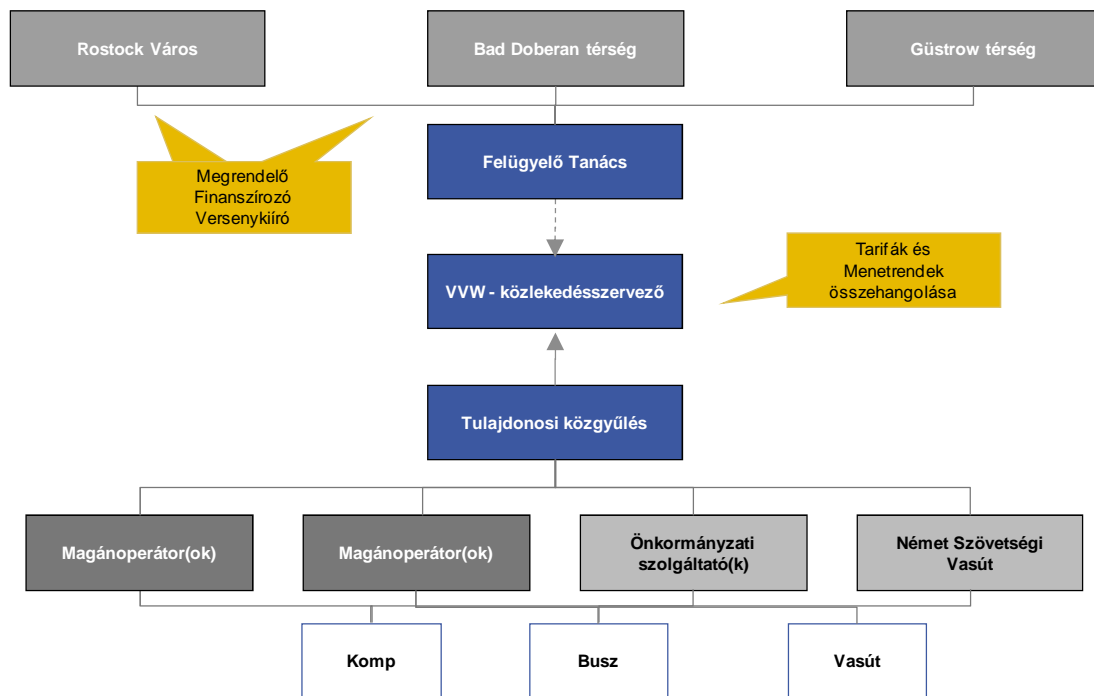 Rostock Város
Bad Doberan térség
Güstrow térség
Felügyelő Tanács
Megrendelő
Finanszírozó
Versenykiíró
VVW - közlekedésszervező
Tarifák és
Menetrendek
összehangolása
Tulajdonosi közgyűlés
Magánoperátor(ok)
Magánoperátor(ok)
Önkormányzati
szolgáltató(k)
Német Szövetségi
Vasút
Komp
Busz
Vasút